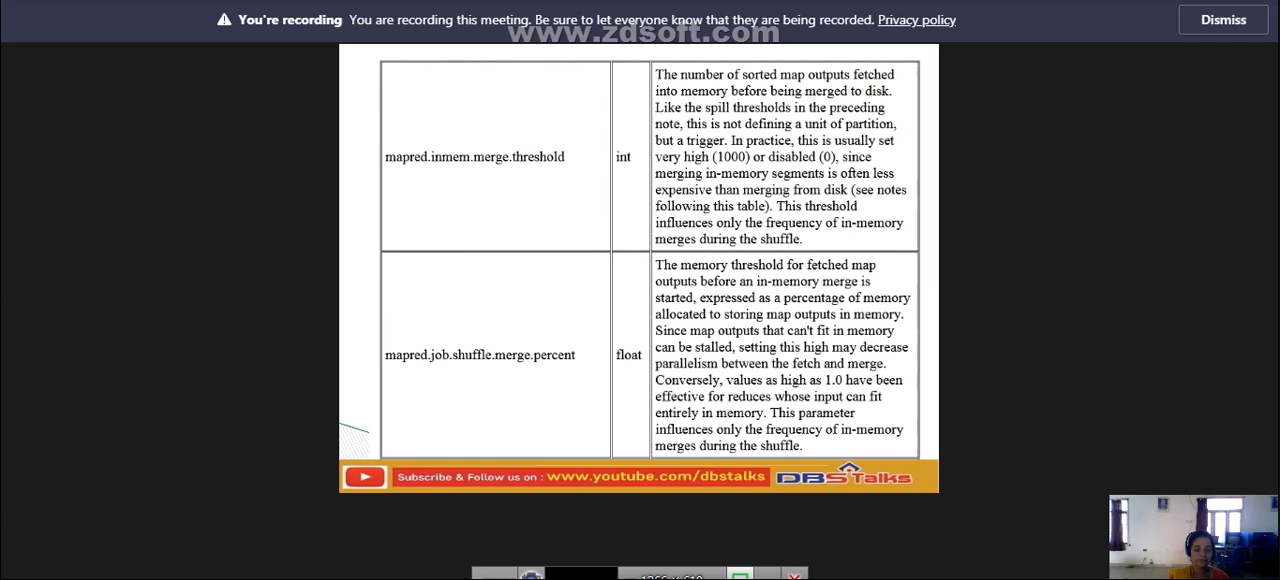 You're recording You are recording this meeting. Be sure to let everyone know that they are being recorded. Privacy policy
Dismiss
www.zdsoft.com
mapred.inmem.merge.threshold
int
The number of sorted map outputs fetched
into memory before being merged to disk.
Like the spill thresholds in the preceding
note, this is not defining a unit of partition,
but a trigger. In practice, this is usually set
very high (1000) or disabled (0), since
merging in-memory segments is often less
expensive than merging from disk (see notes
following this table). This threshold
influences only the frequency of in-memory
merges during the shuffle.
mapred.job.shuffle.merge.percent
float
The memory threshold for fetched map
outputs before an in-memory merge is
started, expressed as a percentage of memory
allocated to storing map outputs in memory.
Since map outputs that can't fit in memory
can be stalled, setting this high may decrease
parallelism between the fetch and merge.
Conversely, values as high as 1.0 have been
effective for reduces whose input can fit
entirely in memory. This parameter
influences only the frequency of in-memory
merges during the shuffle.
Subscribe & Follow us on : www.youtube.com/dbstalks
DBSTalks